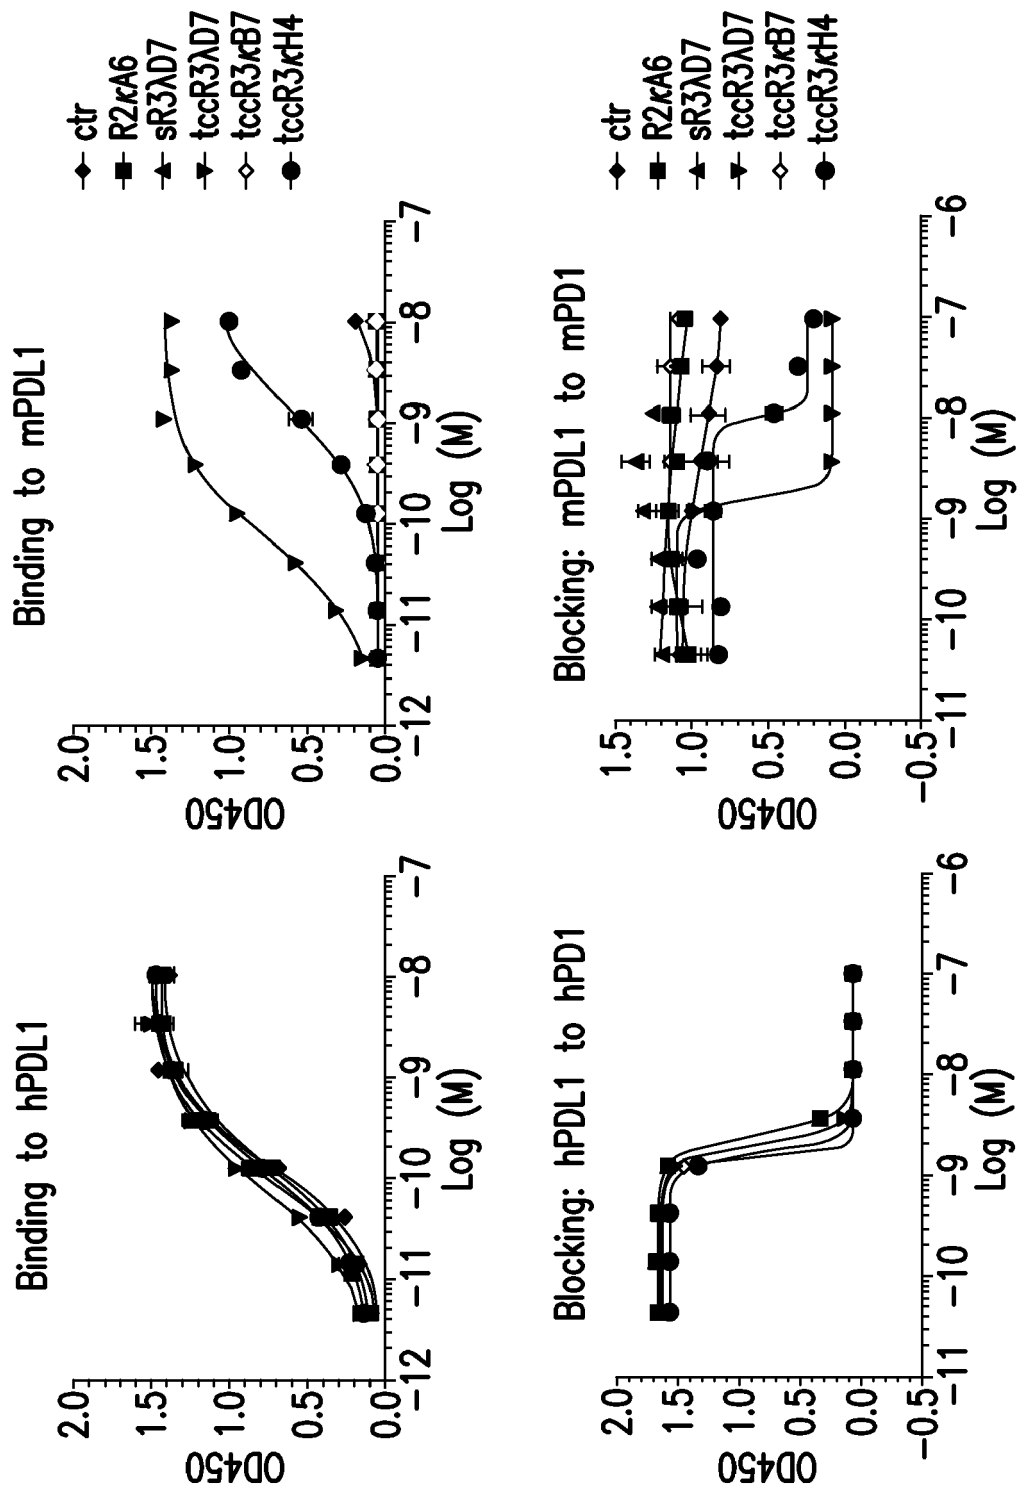 Binding to hPDL1
2.0
1.5
1.0
0.5
0.0
OD450
-12
-11
-10
-9
-8
-7
Log (M)
Binding to mPDL1
2.0
1.5
1.0
0.5
0.0
OD450
-12
-11
-10
-9
-8
-7
Log (M)
ctr
R2κA6
sR3λD7
tccR3λD7
tccR3κB7
tccR3κH4
Blocking: hPDL1 to hPD1
2.0
1.5
1.0
0.5
0.0
-0.5
OD450
-11
-10
-9
-8
-7
-6
Log (M)
Blocking: mPDL1 to mPD1
1.5
1.0
0.5
0.0
-0.5
OD450
-11
-10
-9
-8
-7
-6
Log (M)
ctr
R2κA6
sR3λD7
tccR3λD7
tccR3κB7
tccR3κH4